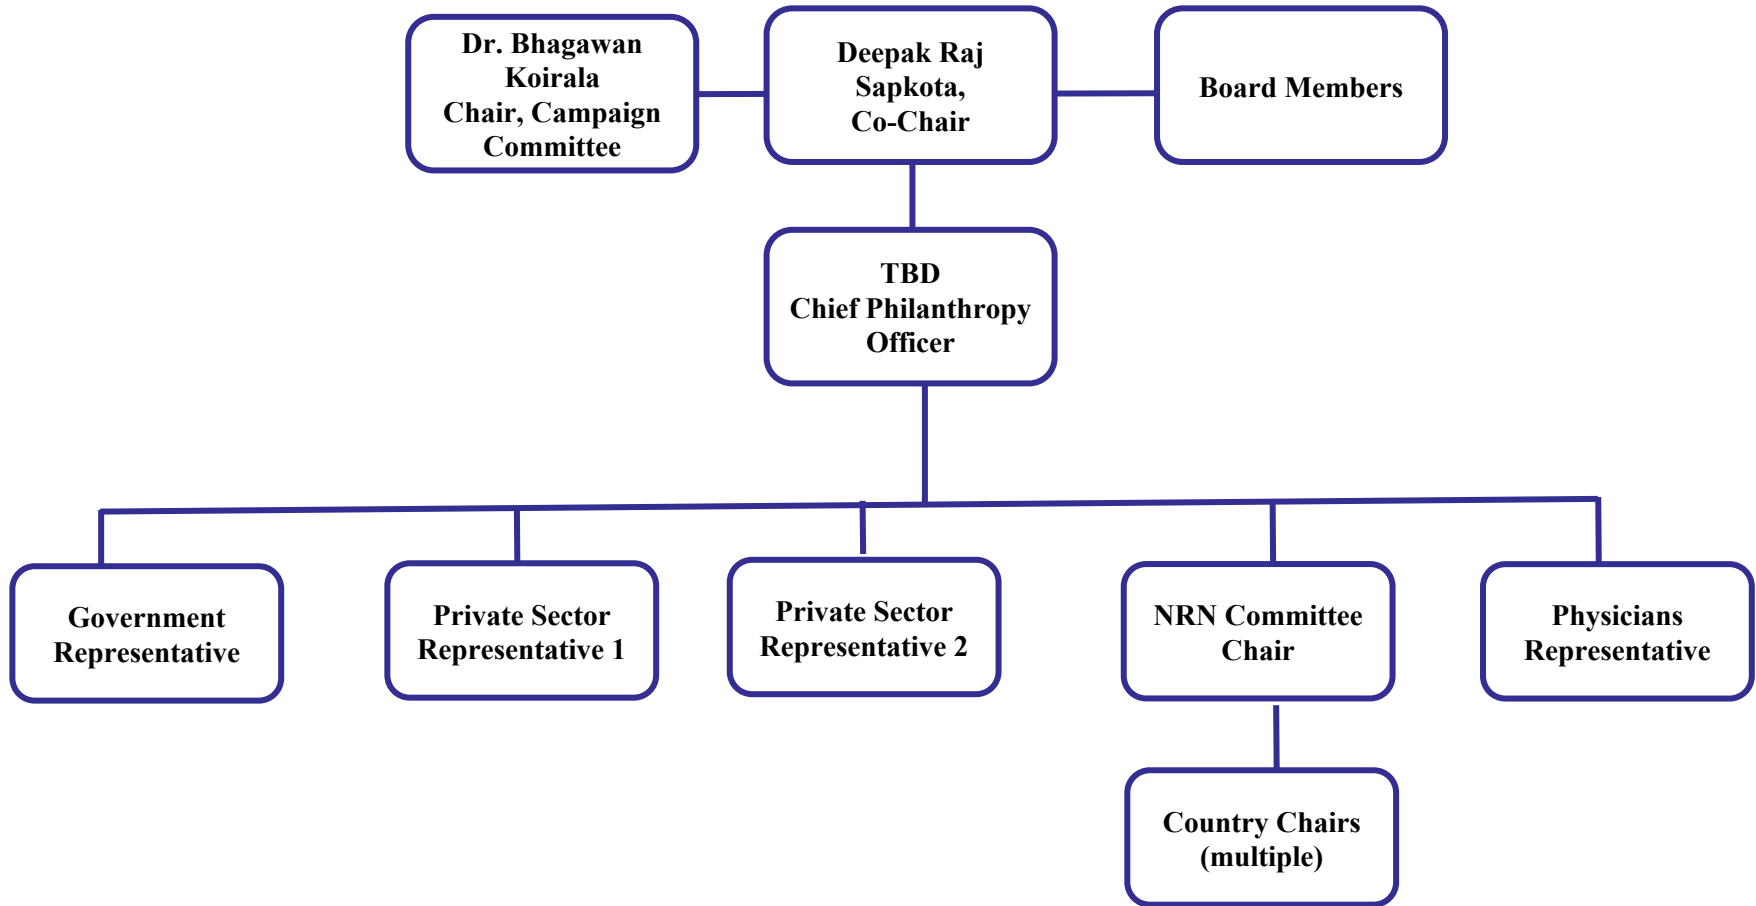 Dr. Bhagawan
Koirala
Chair, Campaign
Committee
Deepak Raj
Sapkota,
Co-Chair
Board Members
TBD
Chief Philanthropy
Officer
Government
Representative
Private Sector
Representative 1
Private Sector
Representative 2
NRN Committee
Chair
Physicians
Representative
Country Chairs
(multiple)